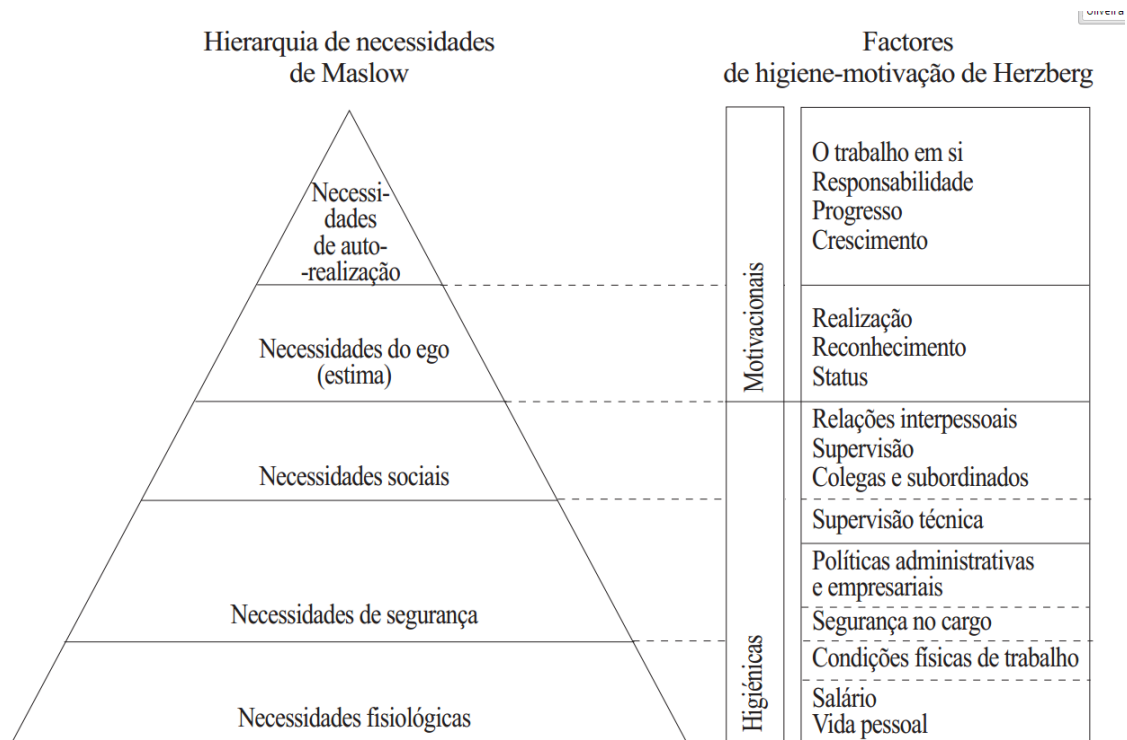 Hierarquia de necessidades
de Maslow
Necessi-
dades
de auto-
-realização
Necessidades do ego
(estima)
Necessidades sociais
Necessidades de segurança
Necessidades fisiológicas
Factores
de higiene-motivação de Herzberg
Motivacionais
Higiénicas
O trabalho em si
Responsabilidade
Progresso
Crescimento
Realização
Reconhecimento
Status
Relações interpessoais
Supervisão
Colegas e subordinados
Supervisão técnica
Políticas administrativas
e empresariais
Segurança no cargo
Condições físicas de trabalho
Salário
Vida pessoal